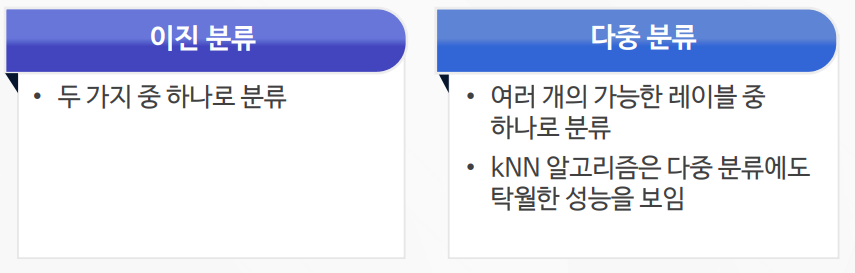 이진 분류
• 두 가지 중 하나로 분류
다중 분류
• 여러 개의 가능한 레이블 중
하나로 분류
• kNN 알고리즘은 다중 분류에도
탁월한 성능을 보임